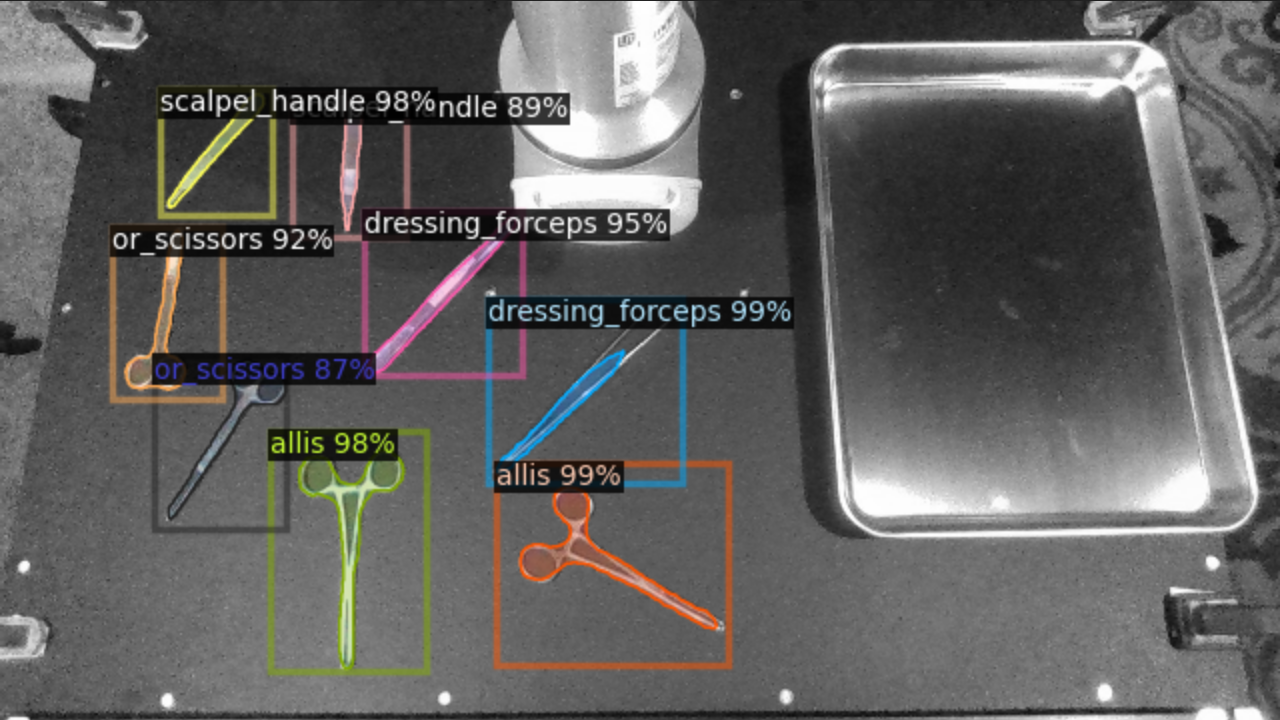 scalpel_handle 98%
ndle 89%
dressing_forceps 95%
or_scissors 92%
dressing_forceps 99%
or_scissors 87%
allis 98%
allis 99%